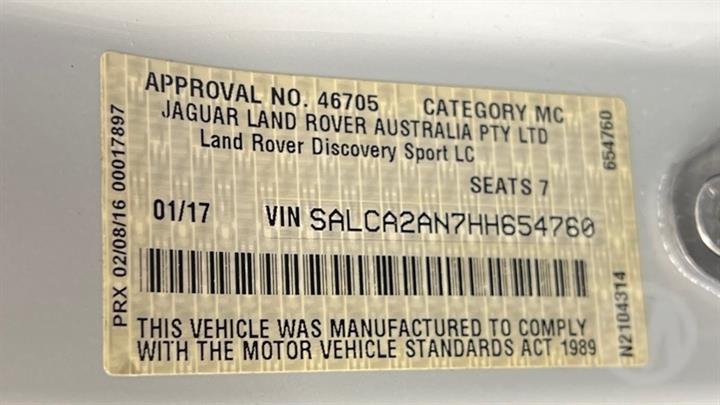 APPROVAL NO. 46705 CATEGORY MC
JAGUAR LAND ROVER AUSTRALIA PTY LTD
Land Rover Discovery Sport LC
SEATS 7
01/17 VIN SALCA2AN7HH654760
THIS VEHICLE WAS MANUFACTURED TO COMPLY
WITH THE MOTOR VEHICLE STANDARDS ACT 1989
PRX 02/08/16 00017897
654760
N2104314